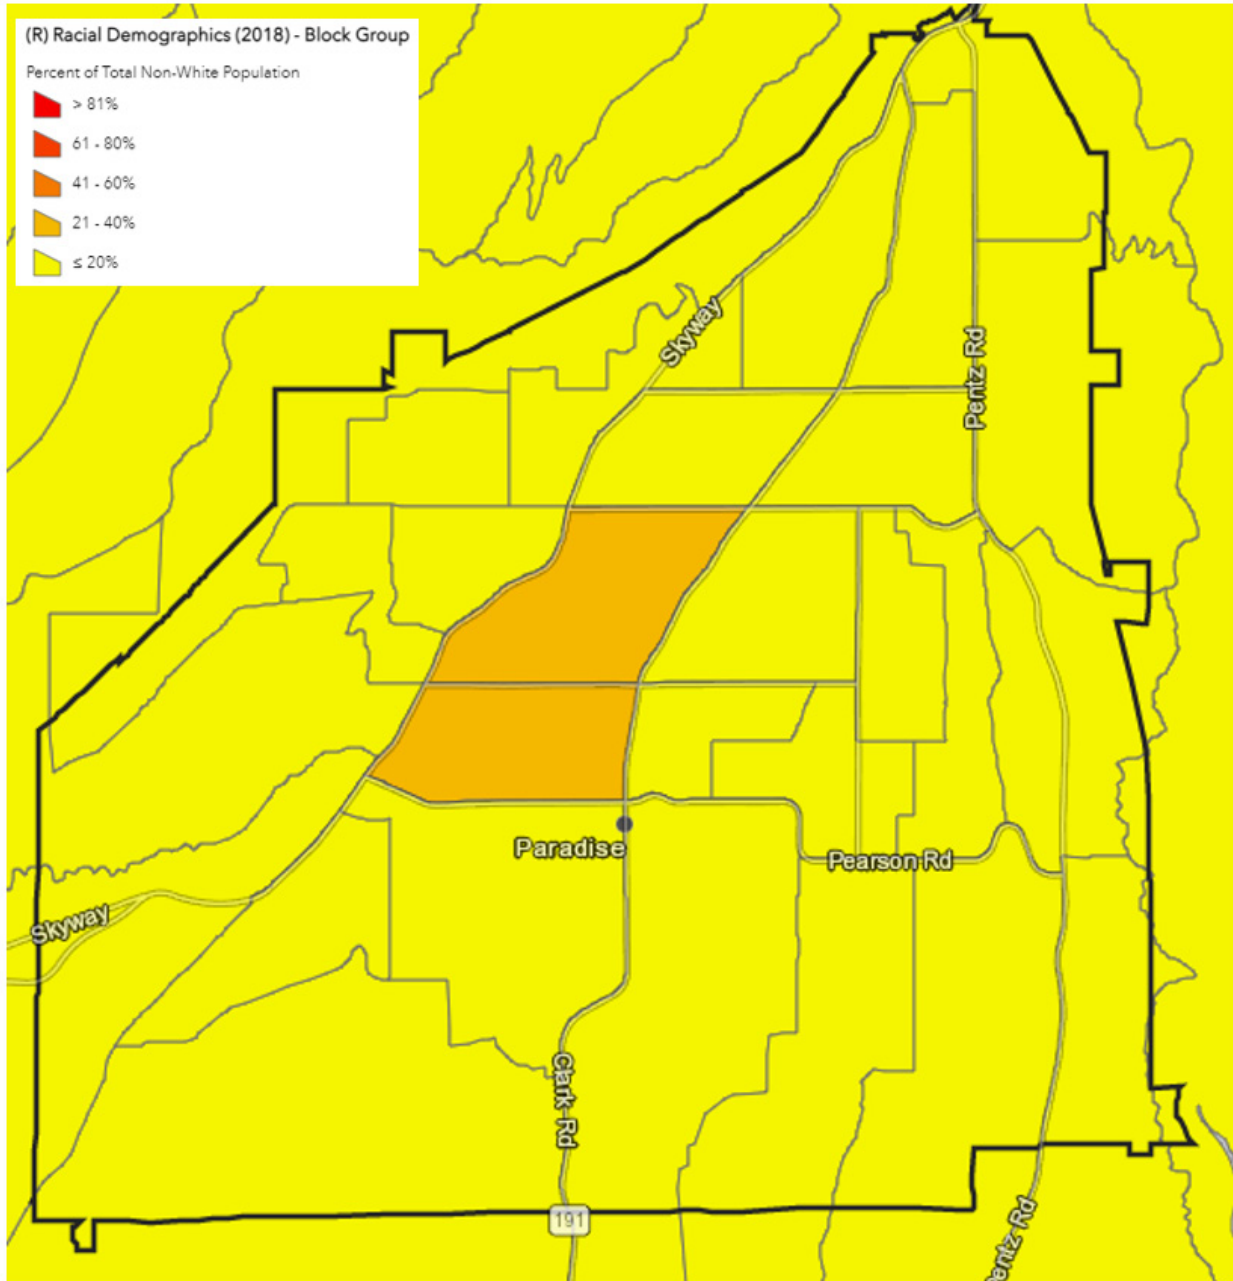 (R) Racial Demographics (2018) - Block Group
Percent of Total Non-White Population
> 81%
61 - 80%
41 - 60%
21 - 40%
≤ 20%
Skyway
Pentz Rd
Paradise
Pearson Rd
Skyway
Clark Rd
191
entz Rd